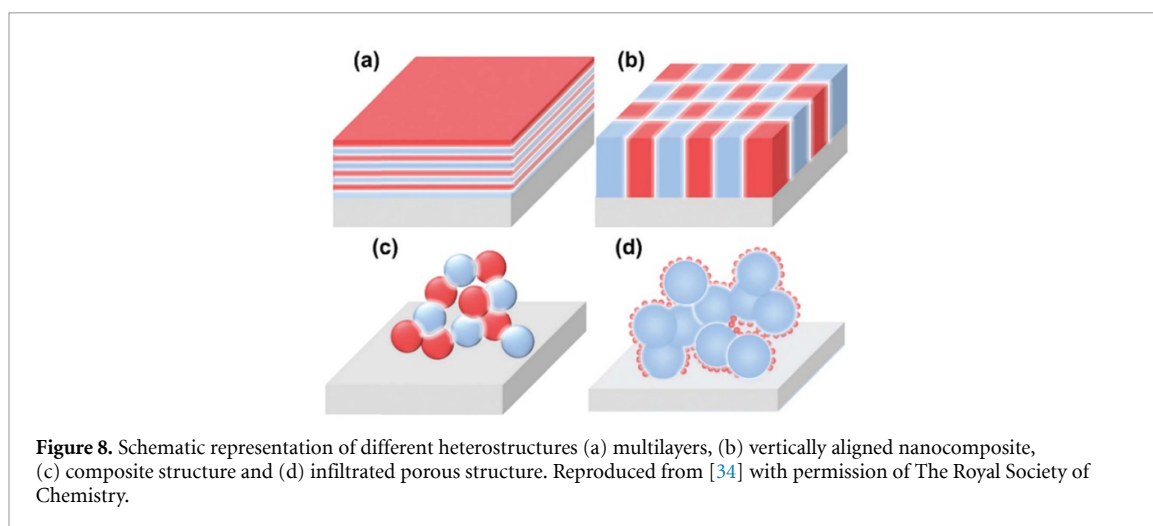 (a)
(b)
(c)
(d)
Figure 8. Schematic representation of different heterostructures (a) multilayers, (b) vertically aligned nanocomposite,
(c) composite structure and (d) infiltrated porous structure. Reproduced from [34] with permission of The Royal Society of
Chemistry.